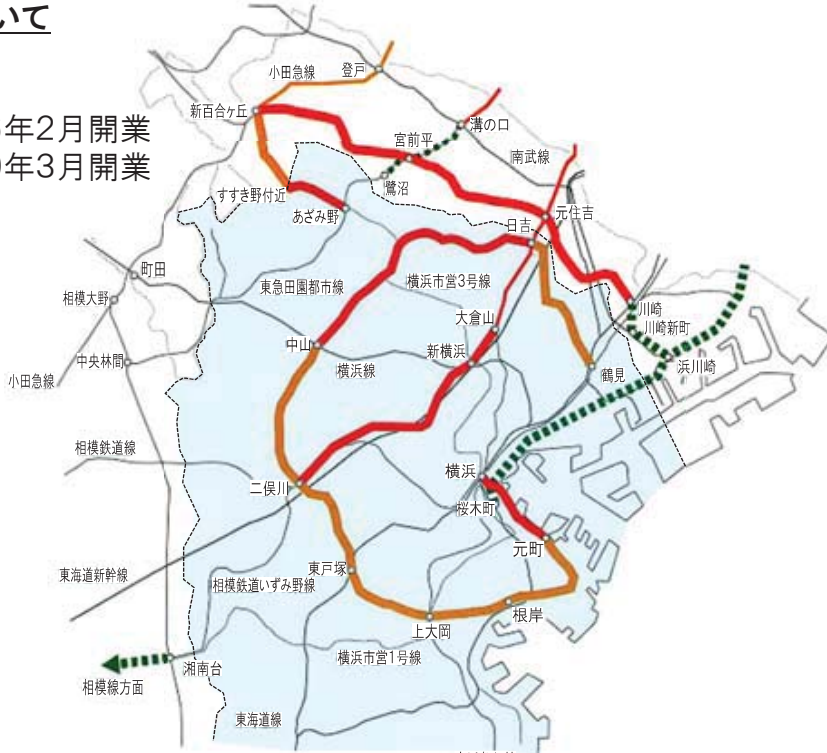 いて
年2月開業
年3月開業
小田急線
登戸
新百合ヶ丘
溝の口
宮前平
南武線
鷺沼
すすき野付近
あざみ野
元住吉
日吉
町田
東急田園都市線
横浜市営3号線
相模大野
大倉山
川崎
川崎新町
中山
新横浜
浜川崎
中央林間
横浜線
鶴見
小田急線
相模鉄道線
横浜
二俣川
桜木町
元町
東戸塚
東海道新幹線
相模鉄道いずみ野線
根岸
上大岡
横浜市営1号線
湘南台
相模線方面
東海道線